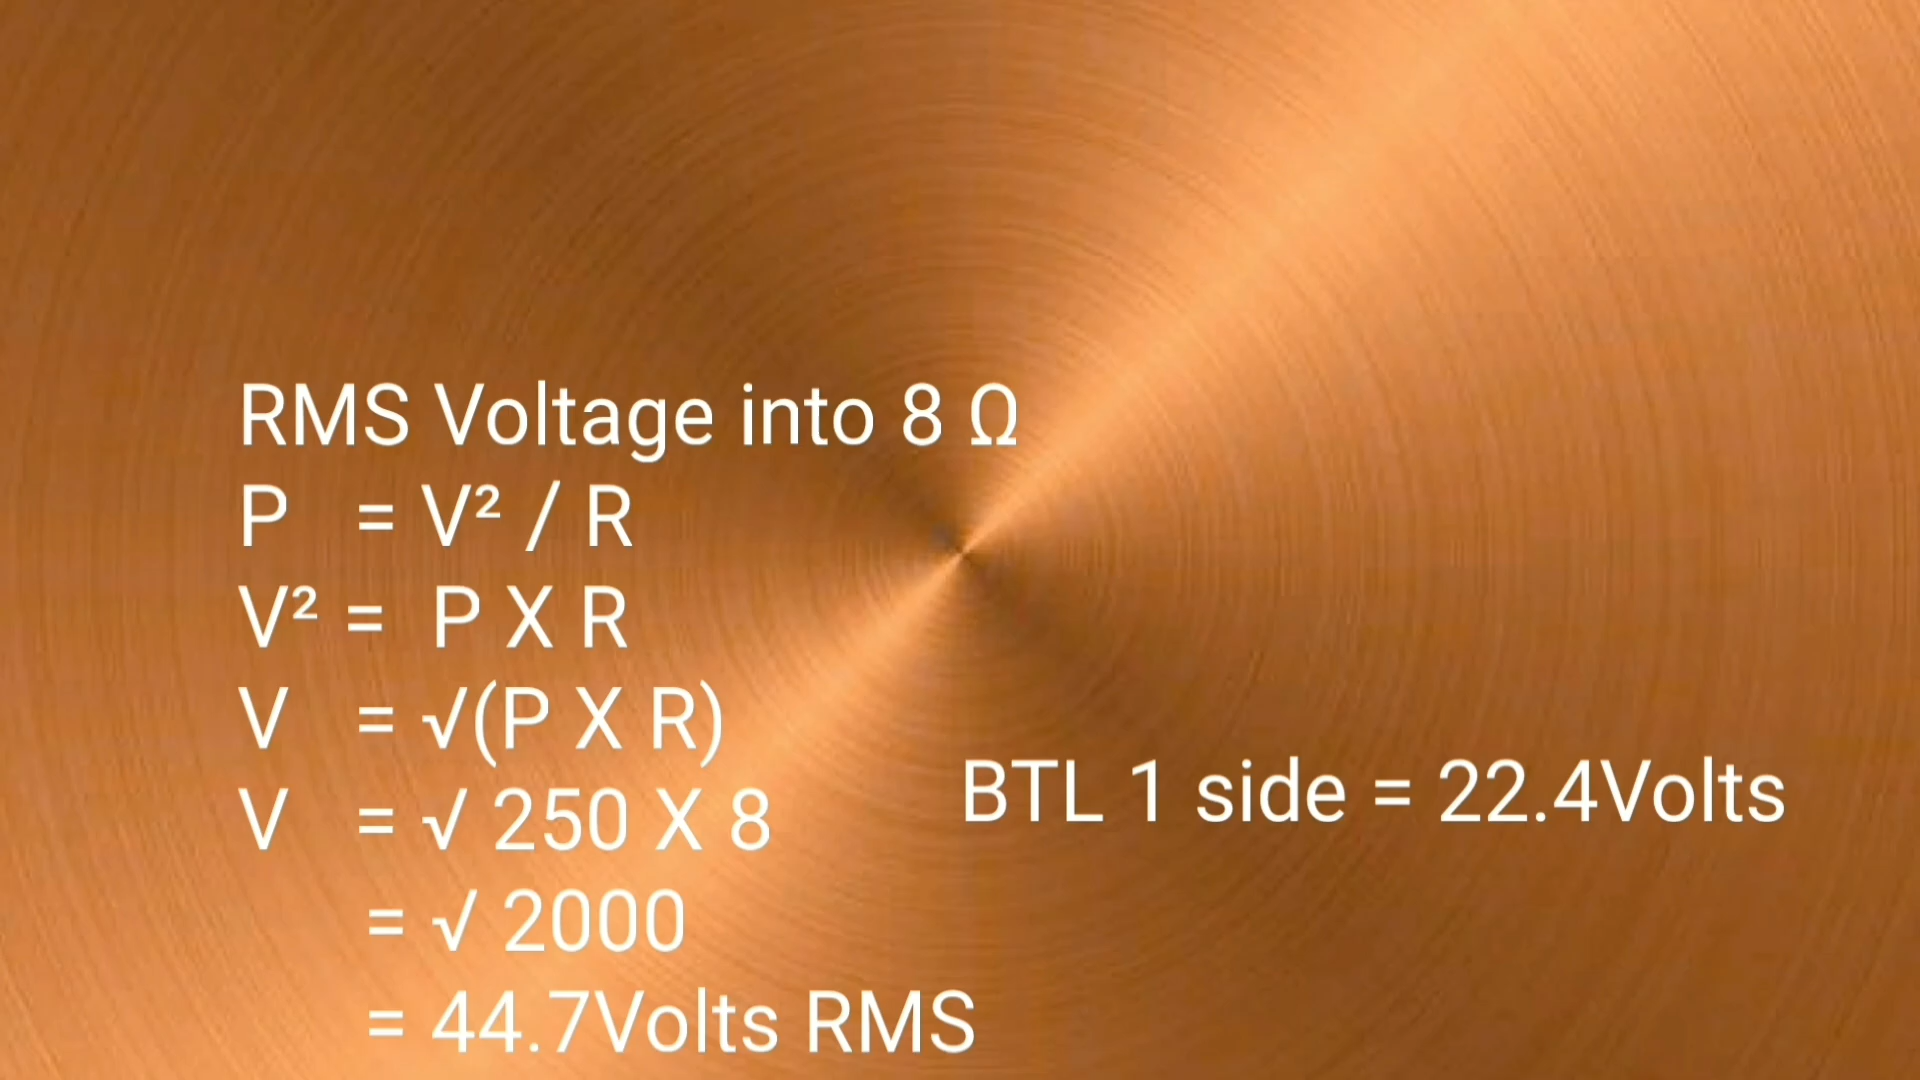 RMS Voltage into 8 Ω
P = V² / R
V² = P X R
V = √(P X R)
V = √ 250 X 8
BTL 1 side = 22.4Volts
= √ 2000
= 44.7Volts RMS